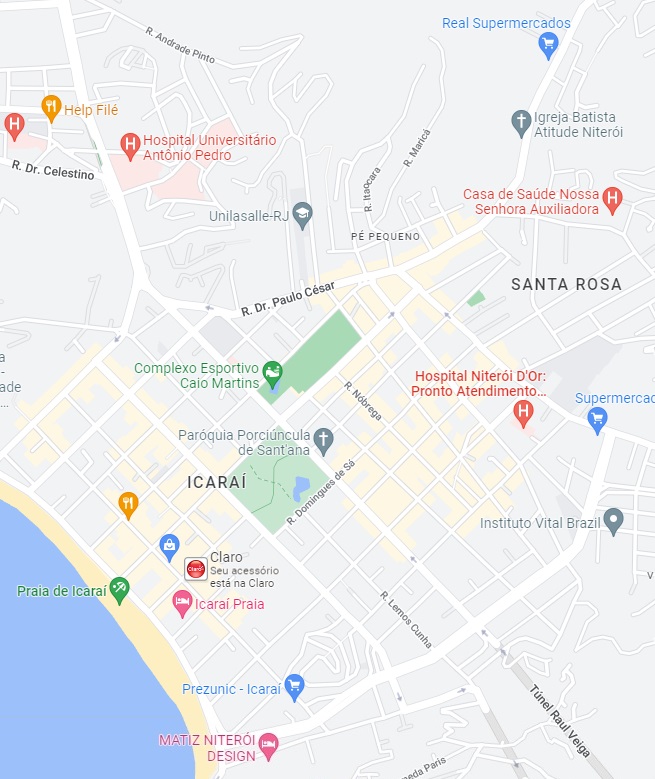 Real Supermercados
R. Andrade Pinto
Help Filé
Igreja Batista
Atitude Niterói
Hospital Universitário
Antônio Pedro
R. Maricá
R. Dr. Celestino
R. Itaocara
Casa de Saúde Nossa
Senhora Auxiliadora
Unilasalle-RJ
PÉ PEQUENO
SANTA ROSA
R. Dr. Paulo César
a
ade
...
Complexo Esportivo
Caio Martins
Hospital Niterói D'Or:
Pronto Atendimento...
R. Nóbrega
Supermercad
Paróquia Porciúncula
de Sant'ana
ICARAÍ
R. Domingues de Sá
Instituto Vital Brazil
Claro
Claro
Seu acessório
está na Claro
Praia de Icaraí
Icaraí Praia
R. Lemos Cunha
V
Prezunic - Icaraí
Túnel Raul Veiga
MATIZ NITERÓI
DESIGN
meda Paris
H
H
H
H